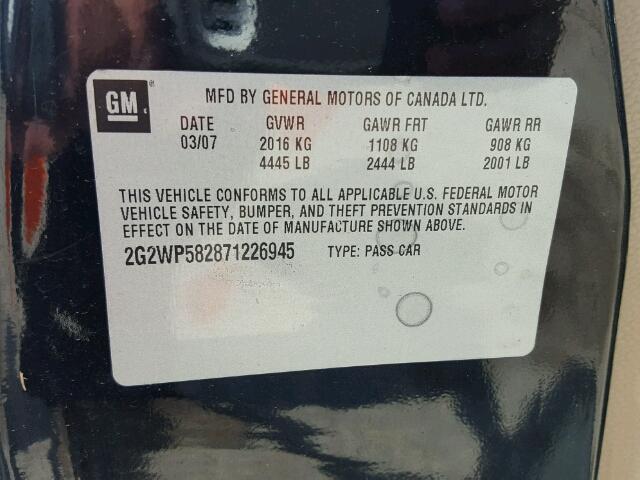 GM
MFD BY GENERAL MOTORS OF CANADA LTD.
DATE GVWR GAWR FRT GAWR RR
03/07 2016 KG 1108 KG 908 KG
4445 LB 2444 LB 2001 LB
THIS VEHICLE CONFORMS TO ALL APPLICABLE U.S. FEDERAL MOTOR
VEHICLE SAFETY, BUMPER, AND THEFT PREVENTION STANDARDS IN
EFFECT ON THE DATE OF MANUFACTURE SHOWN ABOVE.
2G2WP582871226945 TYPE: PASS CAR